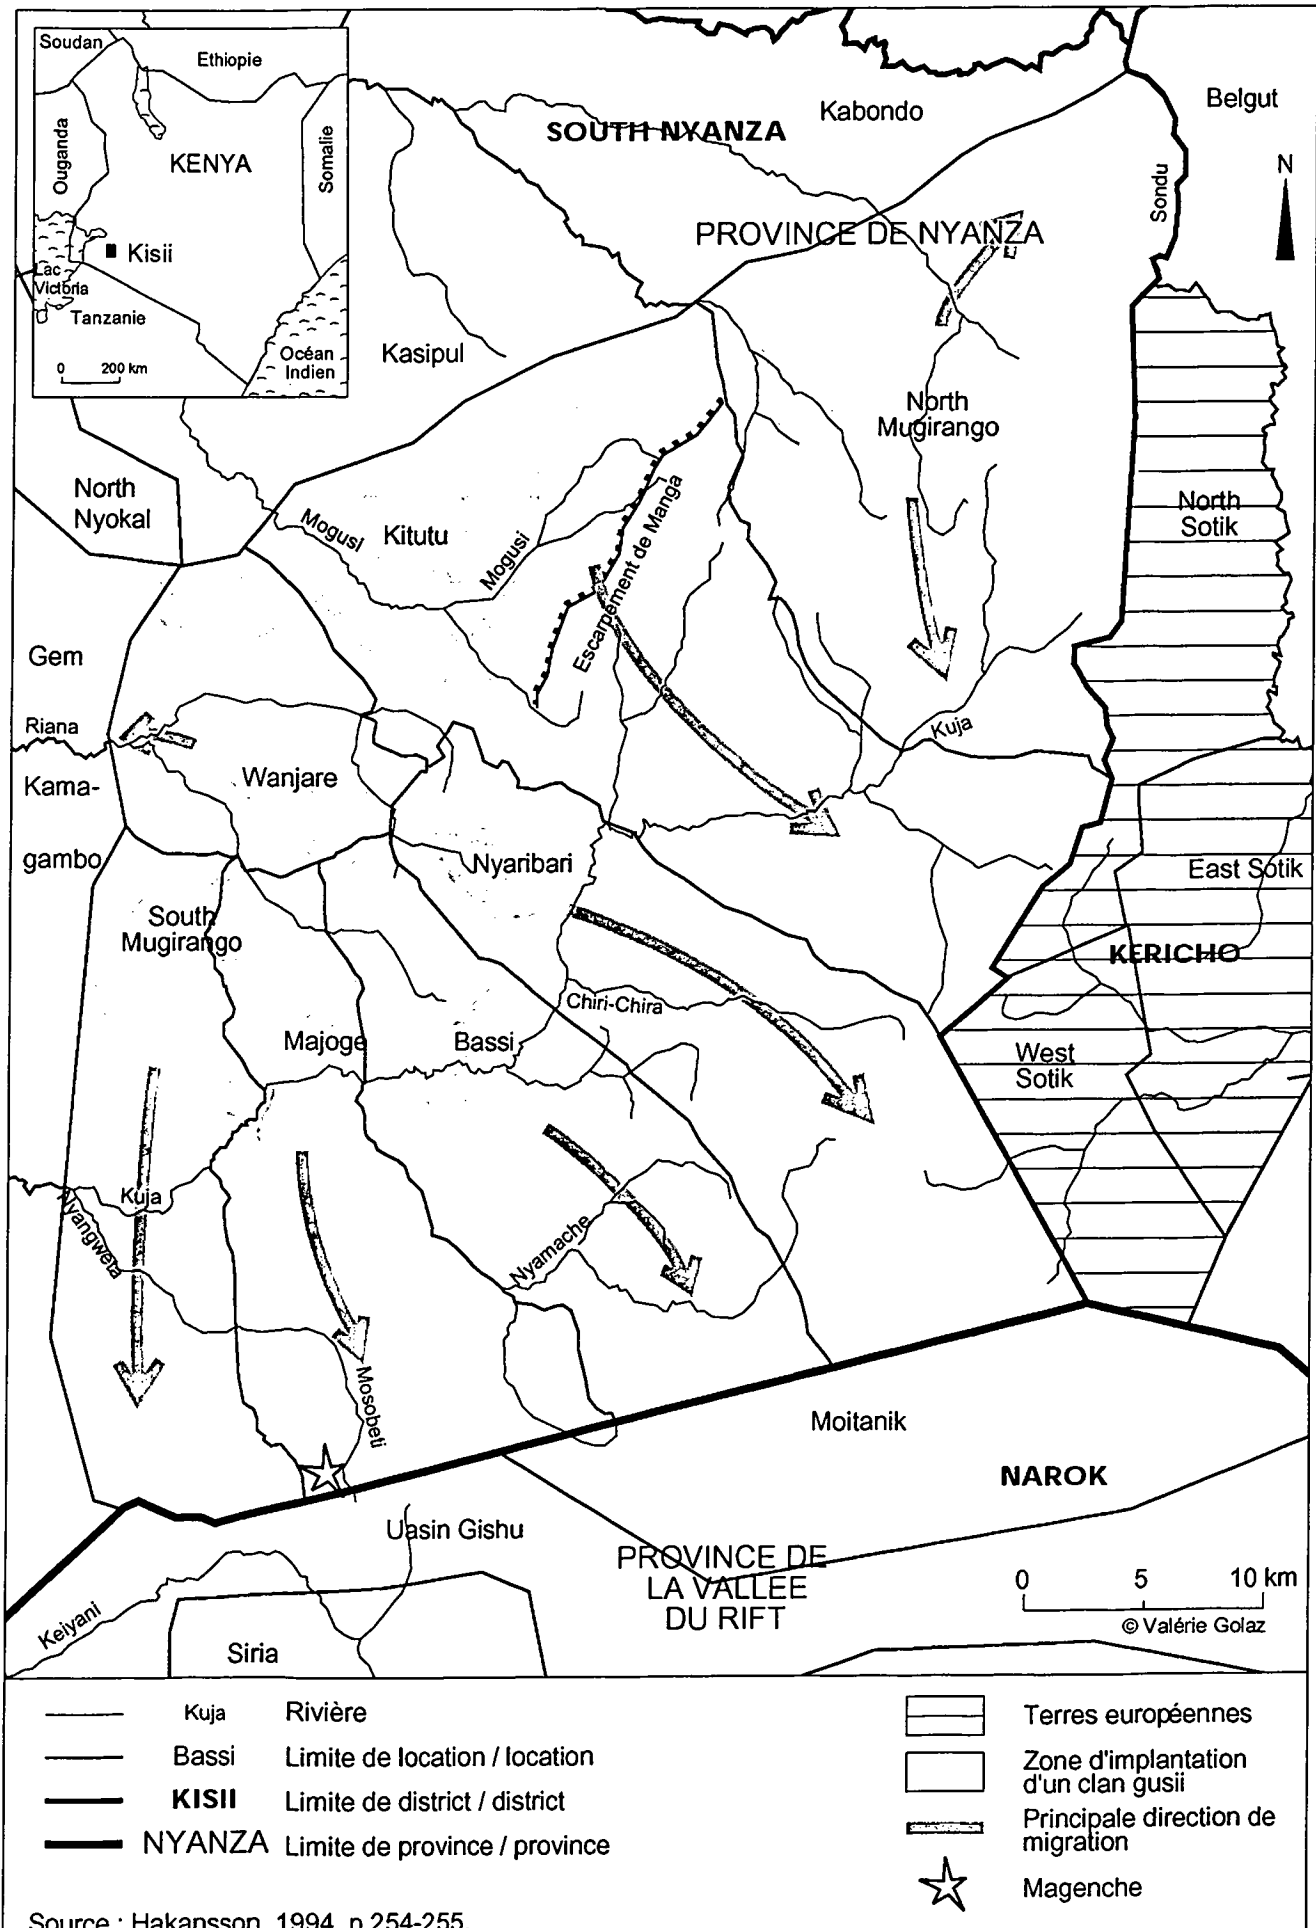 Soudan
Ethiopie
Ouganda
KENYA
Somalie
Kisii
Lac
Victoria
Tanzanie
Océan
Indien
0 200 km
SOUTH NYANZA
Kabondo
Belgut
Sondu
N
PROVINCE DE NYANZA
Kasipul
North
Mugirango
North
Nyokal
Mogusi
Kitutu
Mogusi
Escarpement de Manga
North
Sotik
Gem
Riana
Kama-
gambo
Wanjare
Kuja
Nyaribari
East Sotik
South
Mugirango
KERICHO
Chiri-Chira
Majoge
Bassi
West
Sotik
Kuja
Nyangweta
Nyamache
Mosobeti
Moitanik
NAROK
Uasin Gishu
PROVINCE DE
LA VALLEE
DU RIFT
0 5 10 km
© Valérie Golaz
Keiyani
Siria
Kuja Rivière
Bassi Limite de location / location
KISII Limite de district / district
NYANZA Limite de province / province
Terres européennes
Zone d'implantation
d'un clan gusii
Principale direction de
migration
Magenche
Source : Hakansson, 1994, p.254-255